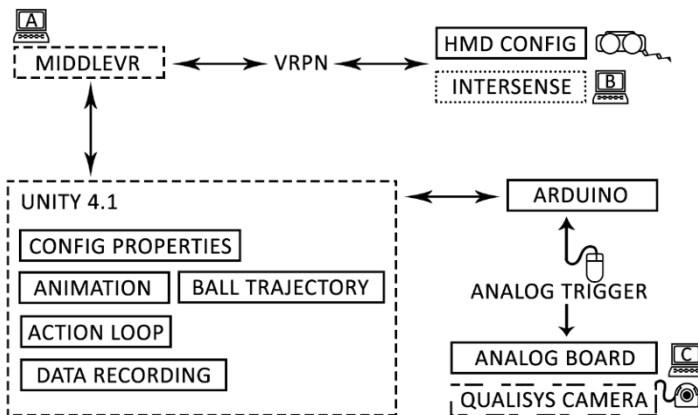 A
MIDDLEVR
VRPN
HMD CONFIG
INTERSENSE
B
UNITY 4.1
CONFIG PROPERTIES
ANIMATION
BALL TRAJECTORY
ACTION LOOP
DATA RECORDING
ARDUINO
ANALOG TRIGGER
ANALOG BOARD
C
QUALISYS CAMERA